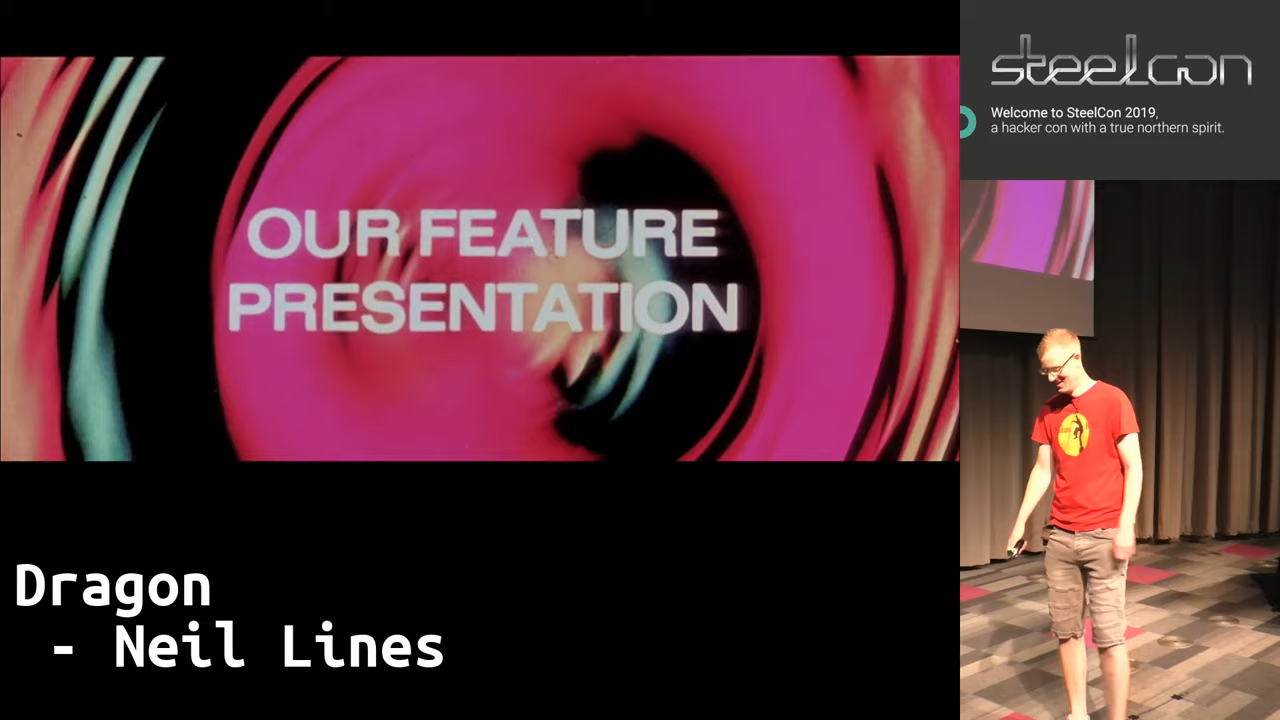 OUR FEATURE
PRESENTATION
Dragon
- Neil Lines
steelcon
Welcome to SteelCon 2019,
a hacker con with a true northern spirit.